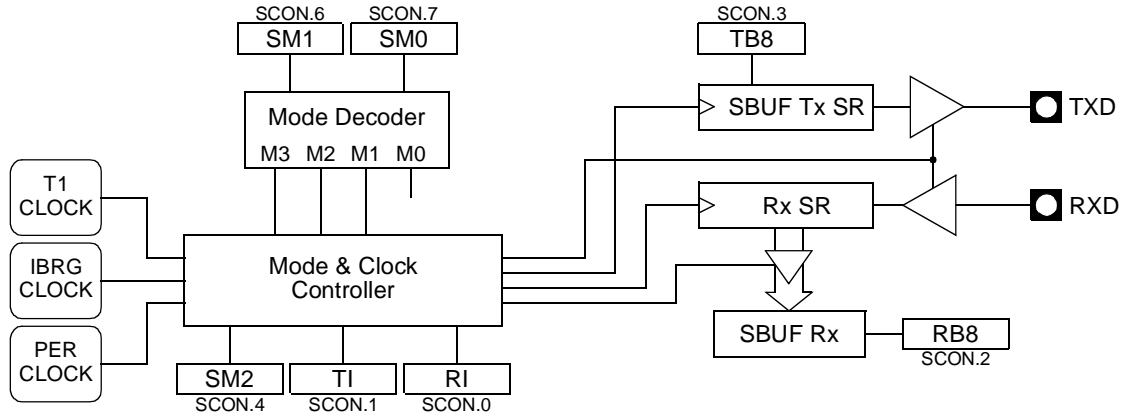 SCON.6
SCON.7
SM1
SM0
SCON.3
TB8
Mode Decoder
M3 M2 M1 M0
SBUF Tx SR
TXD
T1
CLOCK
Rx SR
RXD
IBRG
CLOCK
Mode & Clock
Controller
PER
CLOCK
SBUF Rx
RB8
SCON.2
SM2
TI
RI
SCON.4
SCON.1
SCON.0